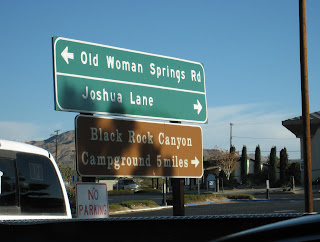 Old Woman Springs Rd
Joshua Lane
Black Rock Canyon
Campground 5 miles
NO
PARKING